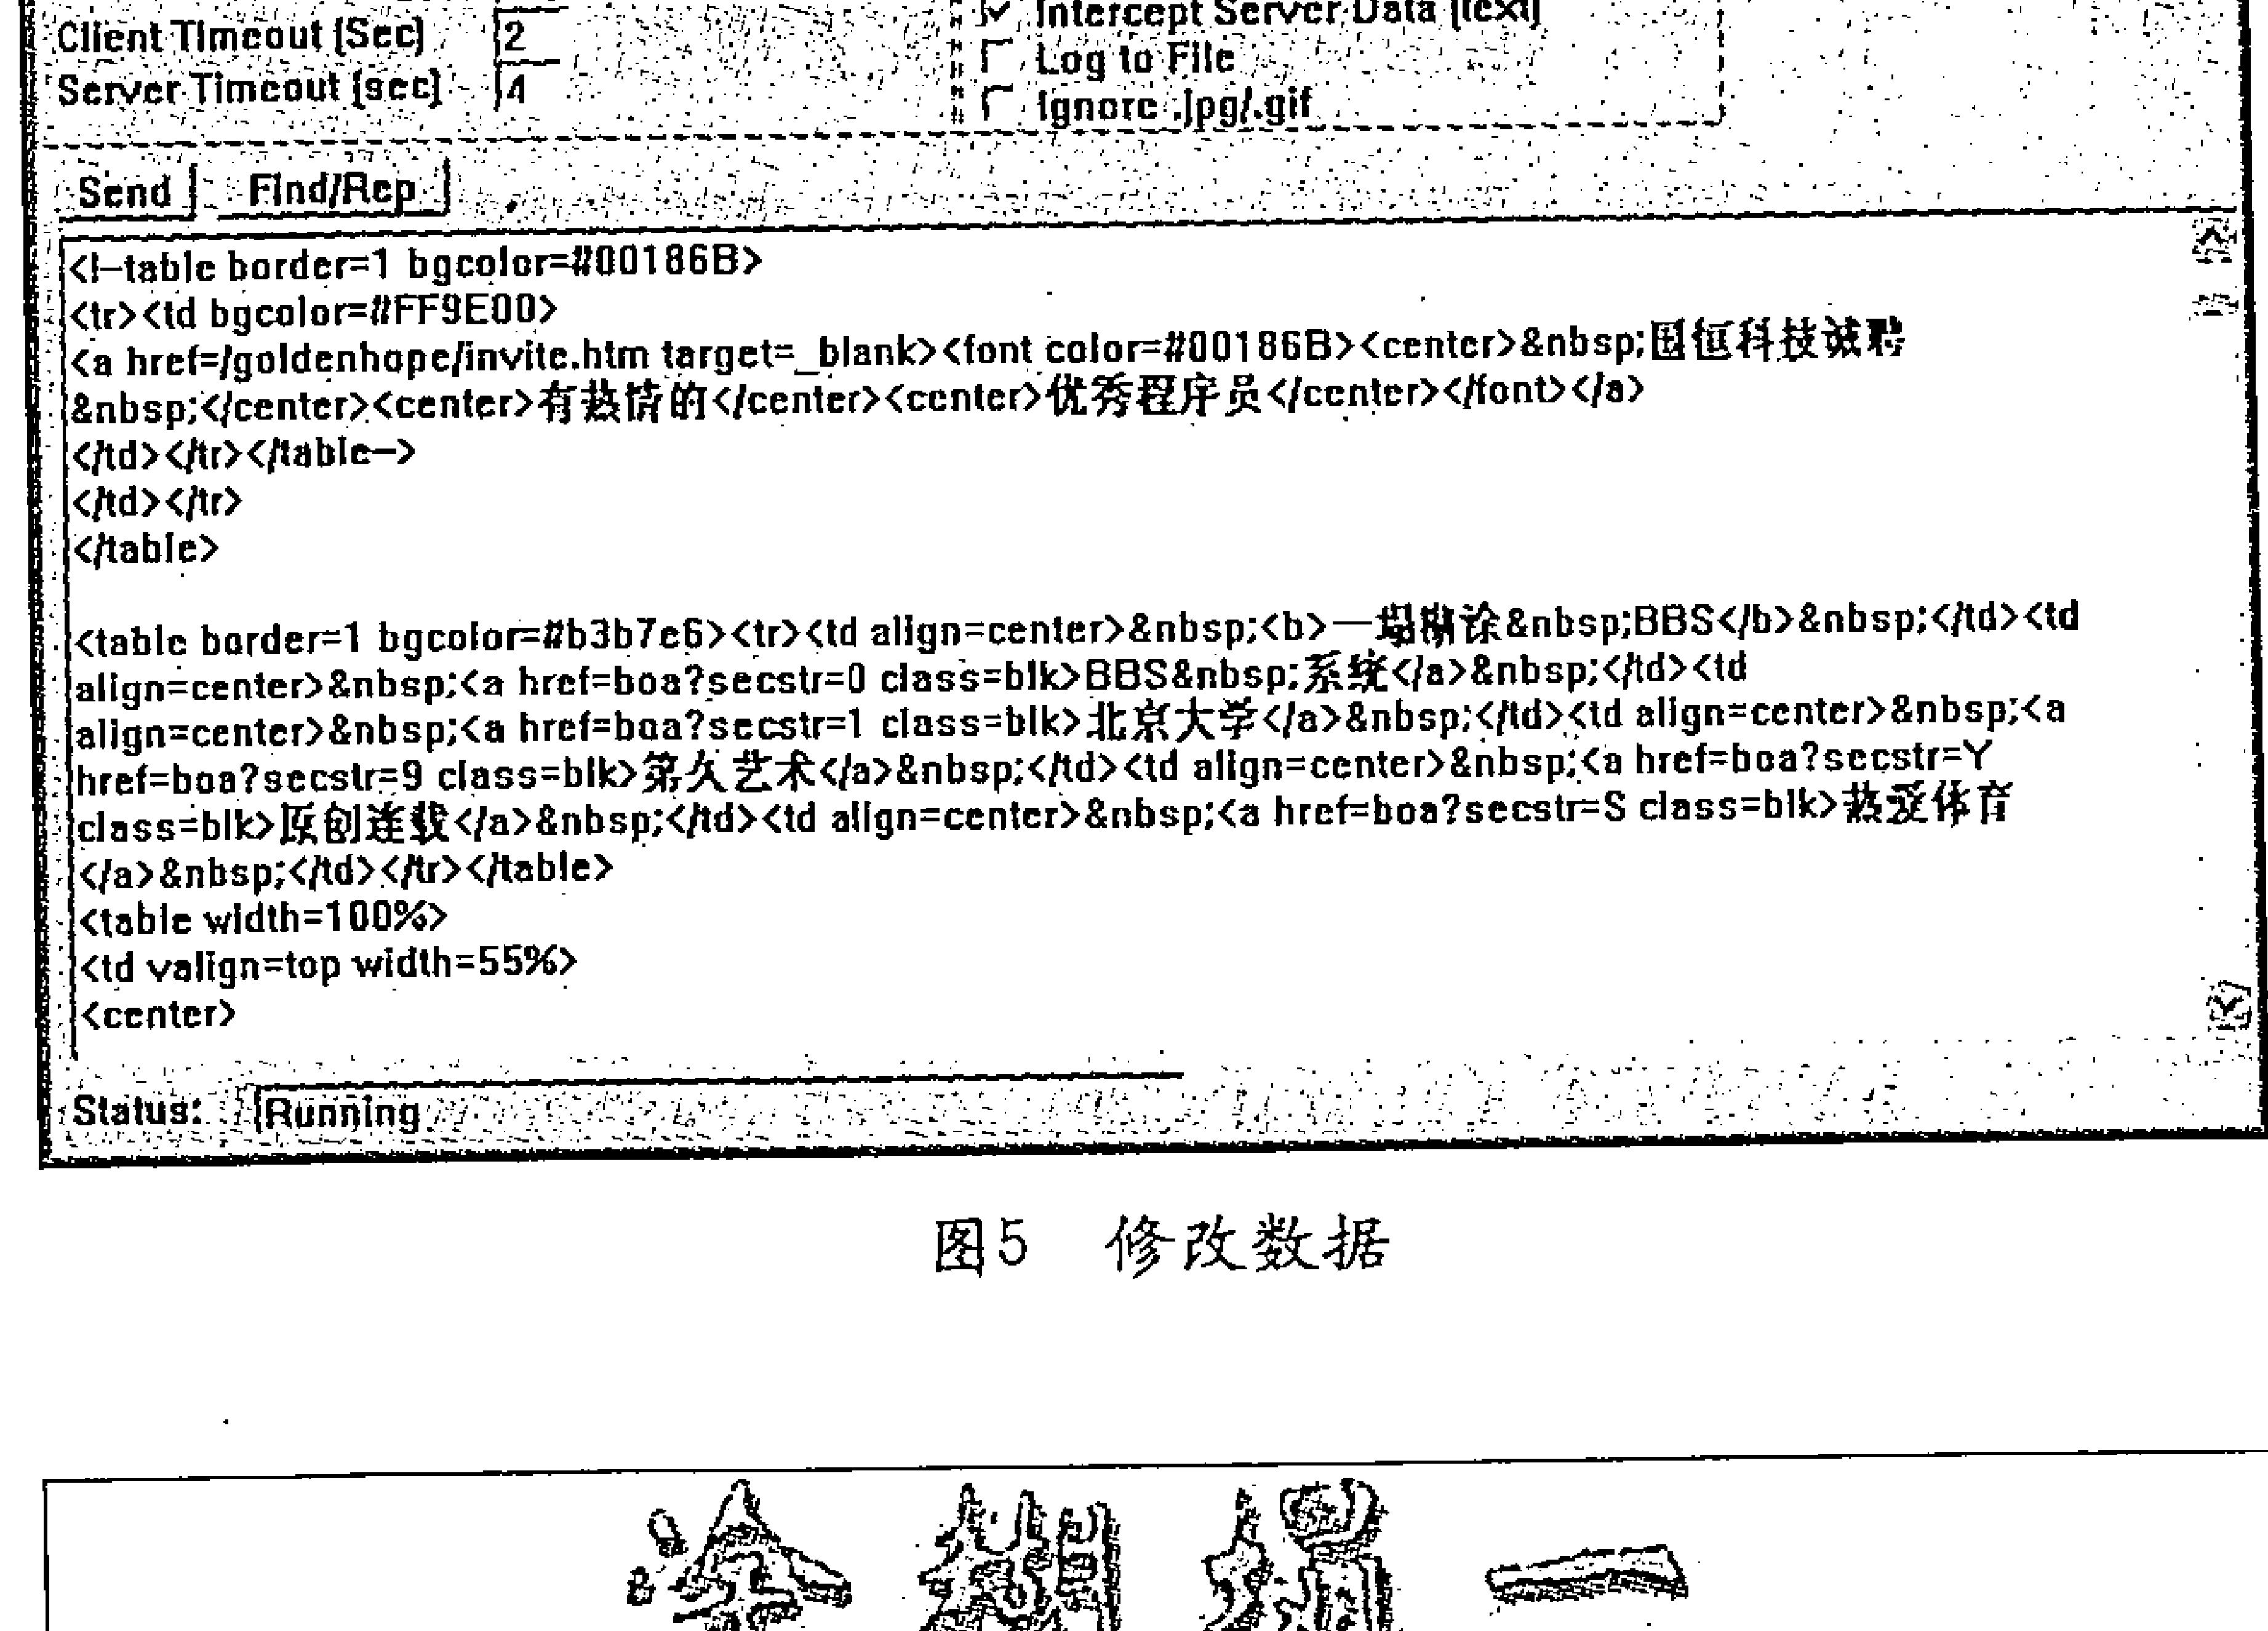 Client Timeout (Sec) 2
Server Timeout (sec) 4
Intercept Server Data (text)
Log to File
Ignore .jpg/.gif
Send Find/Rep
<!--table border=1 bgcolor=#00186B>
<tr><td bgcolor=#FF9E00>
<a href=/goldenhope/invite.htm target=_blank><font color=#00186B><center>&nbsp;国恒科技诚聘
&nbsp;</center><center>有热情的</center><center>优秀程序员</center></font></a>
</td></tr></table-->
</td></tr>
</table>
<table border=1 bgcolor=#b3b7e6><tr><td align=center>&nbsp;<b>一塌糊涂&nbsp;BBS</b>&nbsp;</td><td
align=center>&nbsp;<a href=boa?secstr=0 class=blk>BBS&nbsp;系统</a>&nbsp;</td><td
align=center>&nbsp;<a href=boa?secstr=1 class=blk>北京大学</a>&nbsp;</td><td align=center>&nbsp;<a
href=boa?secstr=9 class=blk>第久艺术</a>&nbsp;</td><td align=center>&nbsp;<a href=boa?secstr=Y
class=blk>原创连载</a>&nbsp;</td><td align=center>&nbsp;<a href=boa?secstr=S class=blk>热爱体育
</a>&nbsp;</td></tr></table>
<table width=100%>
<td valign=top width=55%>
<center>
Status: Running
图5 修改数据